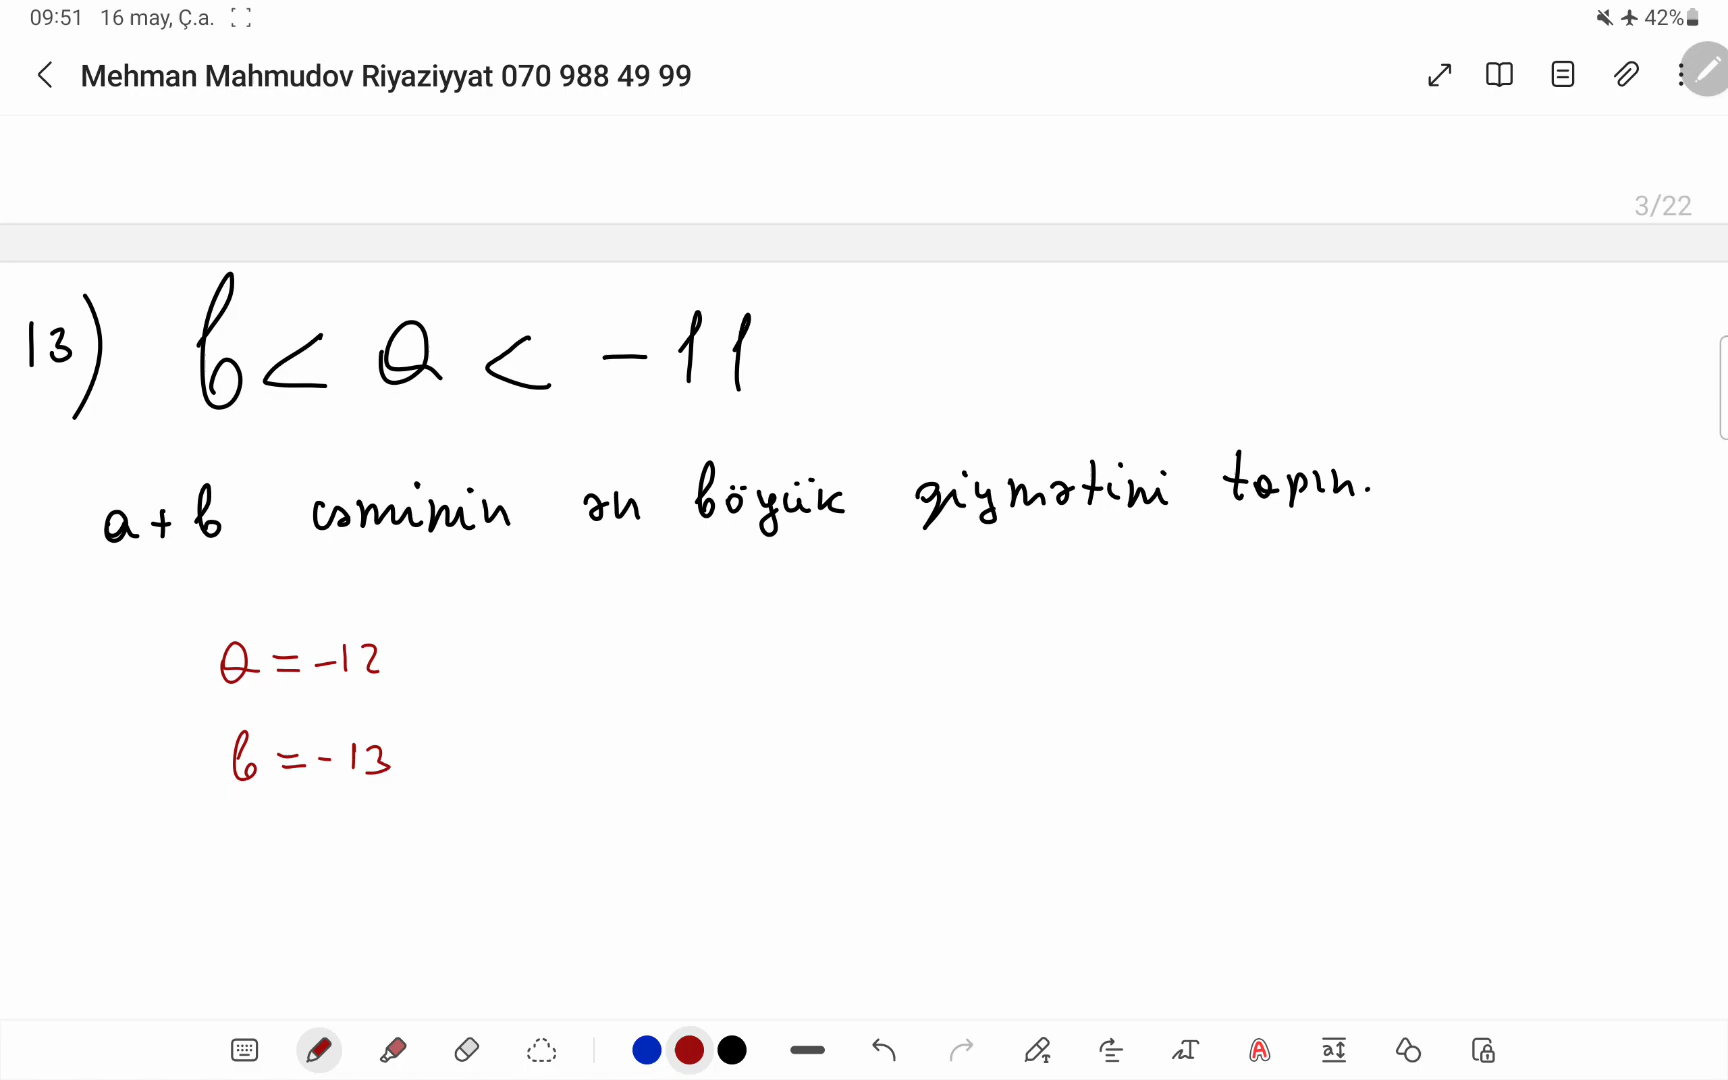 09:51 16 may, Ç.a. 42%
Mehman Mahmudov Riyaziyyat 070 988 49 99
3/22
13) b < a < -11
a + b cəminin ən böyük qiymətini tapın.
a = -12
b = -13